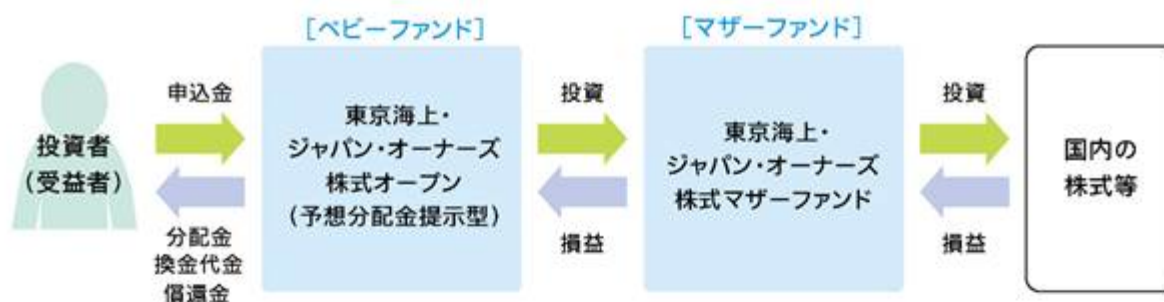 ［ベビーファンド］
［マザーファンド］
申込金
投資者
（受益者）
分配金
換金代金
償還金
東京海上・
ジャパン・オーナーズ
株式オープン
（予想分配金提示型）
投資
損益
東京海上・
ジャパン・オーナーズ
株式マザーファンド
投資
損益
国内の
株式等